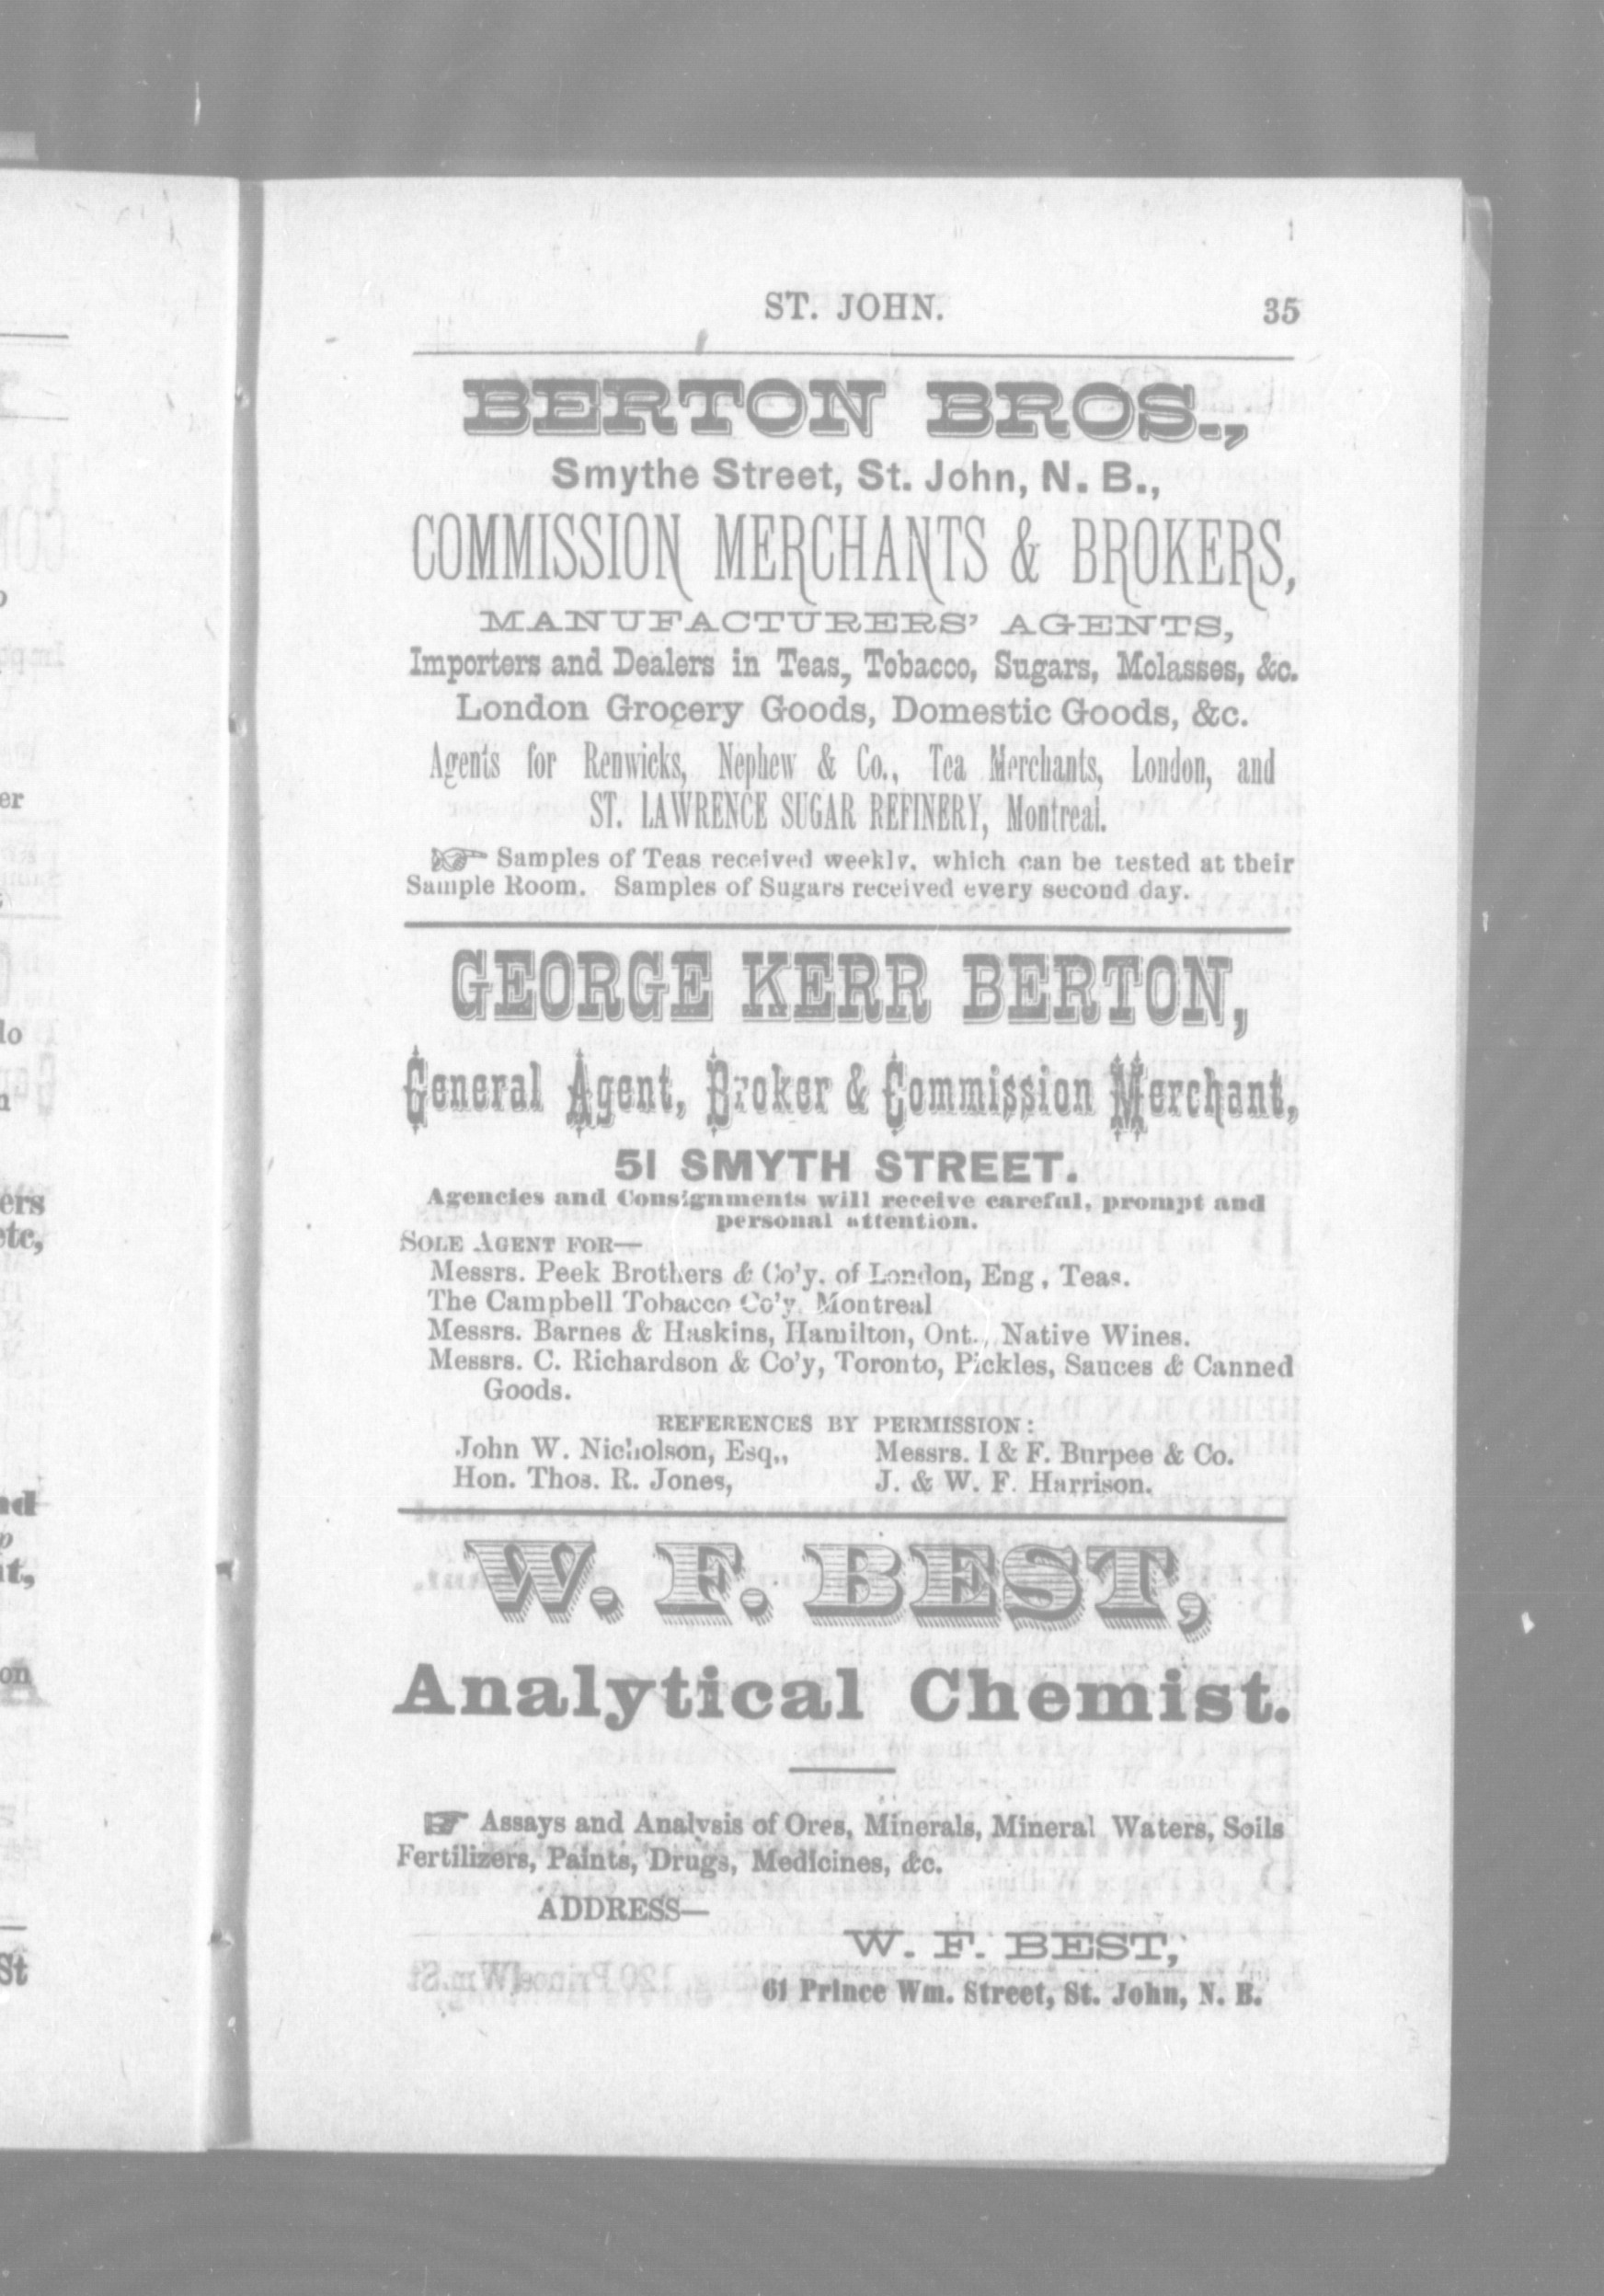 ST. JOHN. 35
BERTON BROS.,
Smythe Street, St. John, N. B.,
COMMISSION MERCHANTS & BROKERS,
MANUFACTURERS' AGENTS,
Importers and Dealers in Teas, Tobacco, Sugars, Molasses, &c.
London Grocery Goods, Domestic Goods, &c.
Agents for Renwicks, Nephew & Co., Tea Merchants, London, and
ST. LAWRENCE SUGAR REFINERY, Montreal.
☞ Samples of Teas received weekly, which can be tested at their
Sample Room. Samples of Sugars received every second day.
GEORGE KERR BERTON,
General Agent, Broker & Commission Merchant,
51 SMYTH STREET.
Agencies and Consignments will receive careful, prompt and
personal attention.
SOLE AGENT FOR—
Messrs. Peek Brothers & Co'y. of London, Eng, Teas.
The Campbell Tobacco Co'y, Montreal
Messrs. Barnes & Haskins, Hamilton, Ont., Native Wines.
Messrs. C. Richardson & Co'y, Toronto, Pickles, Sauces & Canned
Goods.
REFERENCES BY PERMISSION:
John W. Nicholson, Esq., Messrs. I & F. Burpee & Co.
Hon. Thos. R. Jones, J. & W. F. Harrison.
W. F. BEST,
Analytical Chemist.
☞ Assays and Analysis of Ores, Minerals, Mineral Waters, Soils
Fertilizers, Paints, Drugs, Medicines, &c.
ADDRESS—
W. F. BEST,
61 Prince Wm. Street, St. John, N. B.